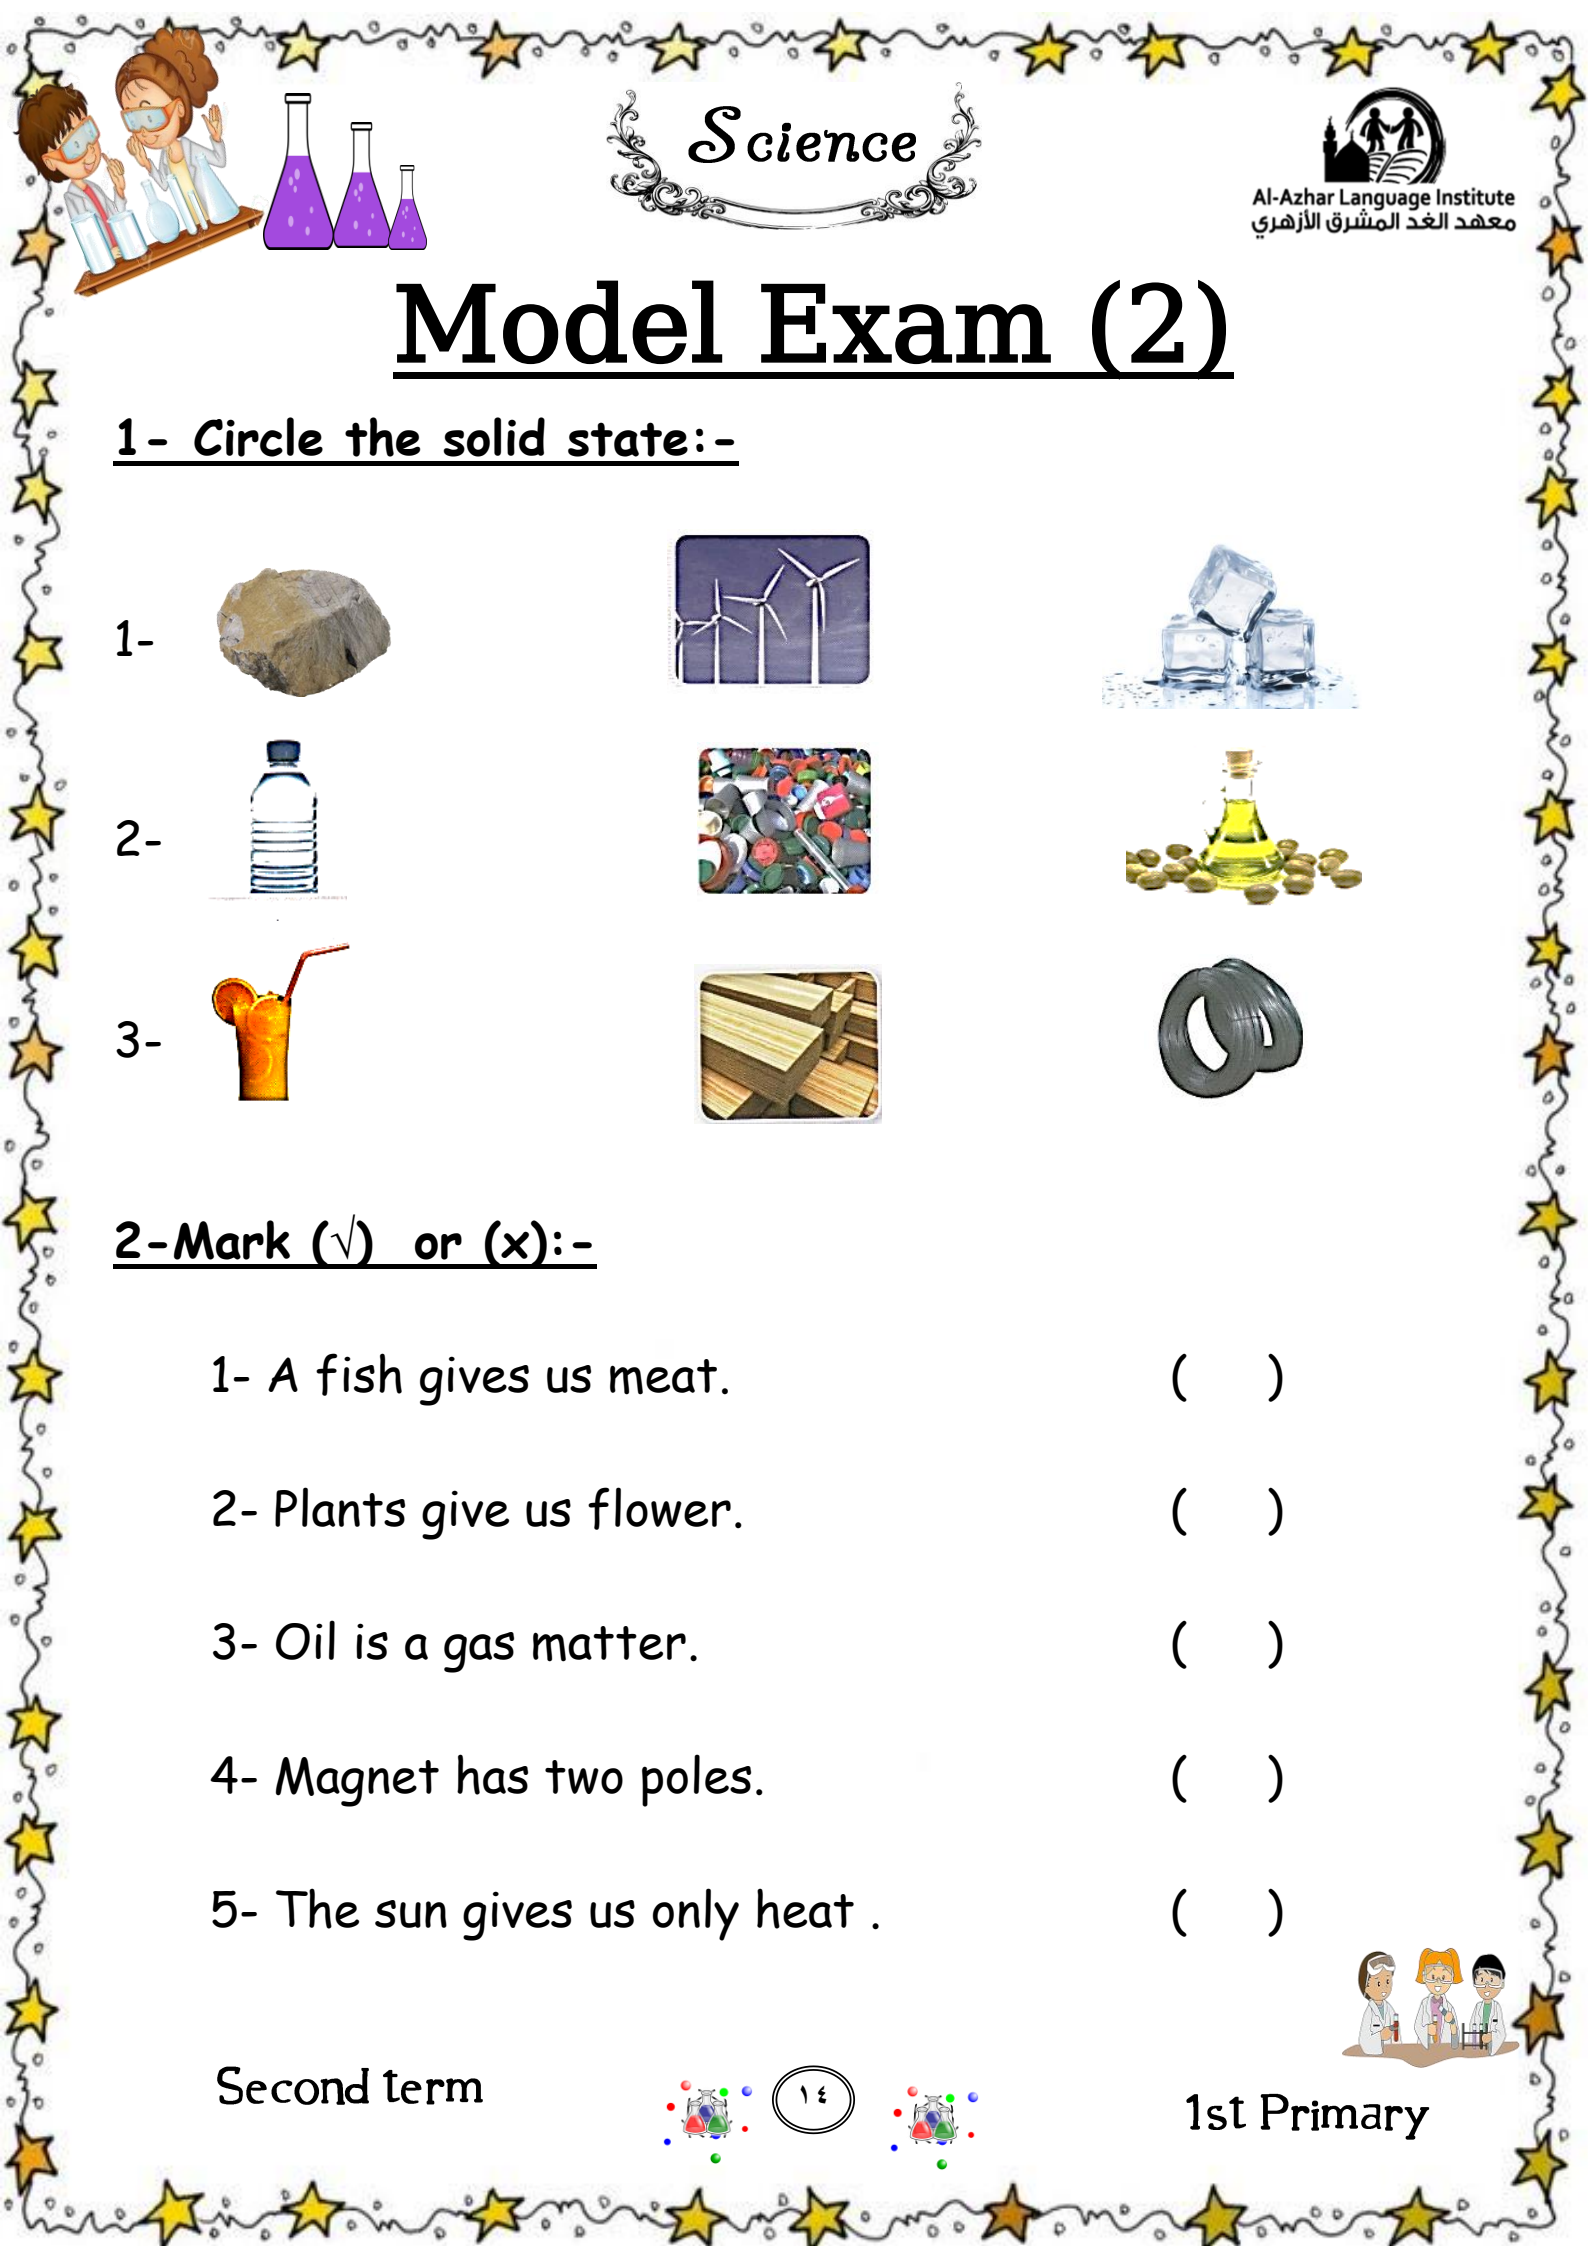 Science
Al-Azhar Language Institute
معهد الغد المشرق الأزهري
Model Exam (2)
1- Circle the solid state:-
1-
2-
3-
2-Mark (√) or (x):-
1- A fish gives us meat. ( )
2- Plants give us flower. ( )
3- Oil is a gas matter. ( )
4- Magnet has two poles. ( )
5- The sun gives us only heat . ( )
Second term
١٤
1st Primary